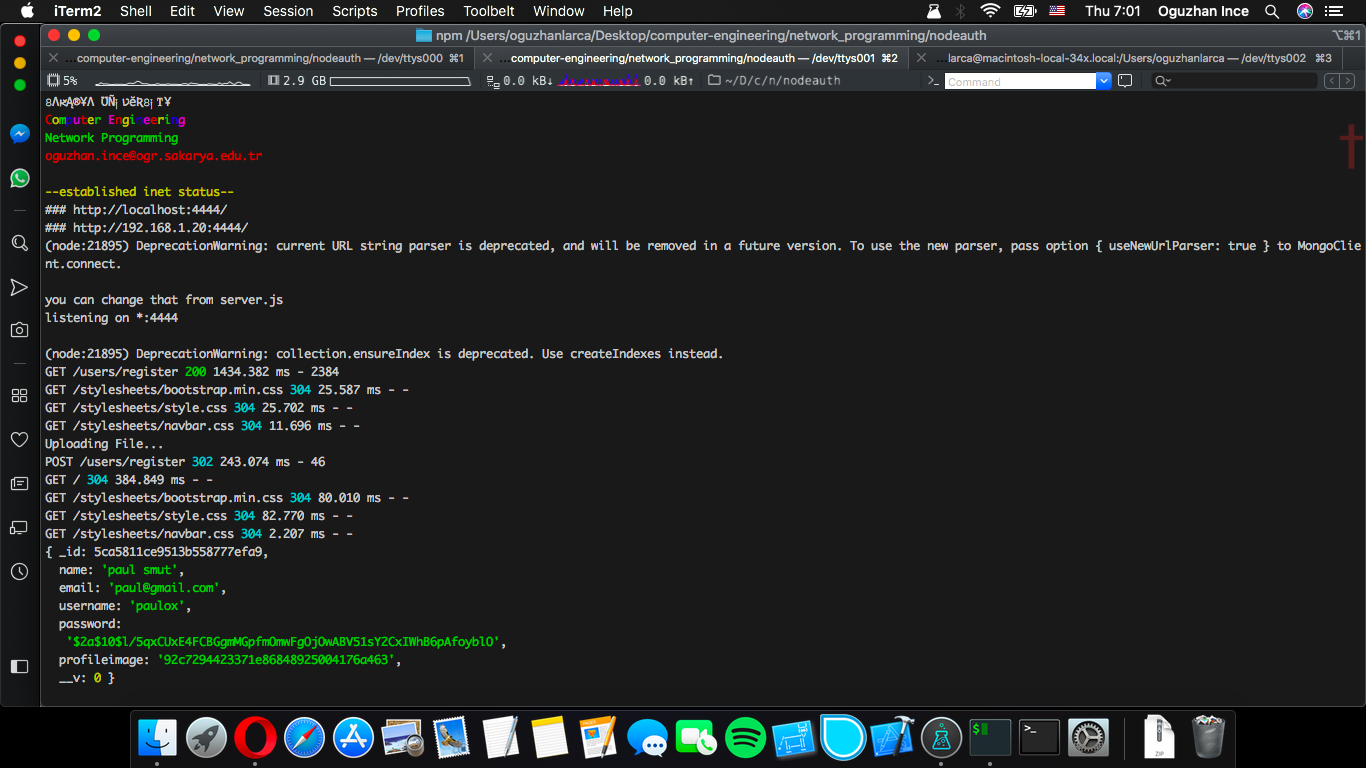 iTerm2 Shell Edit View Session Scripts Profiles Toolbelt Window Help Thu 7:01 Oguzhan Ince
npm /Users/oguzhanlarca/Desktop/computer-engineering/network_programming/nodeauth ⌥⌘1
...computer-engineering/network_programming/nodeauth — /dev/ttys000 ⌘1 ...computer-engineering/network_programming/nodeauth — /dev/ttys001 ⌘2 ...larca@macintosh-local-34x.local:/Users/oguzhanlarca — /dev/ttys002 ⌘3
5% 2.9 GB 0.0 kB↓ 0.0 kB↑ ~/D/c/n/nodeauth Command
Computer Engineering
Network Programming
oguzhan.ince@ogr.sakarya.edu.tr
--established inet status--
### http://localhost:4444/
### http://192.168.1.20:4444/
(node:21895) DeprecationWarning: current URL string parser is deprecated, and will be removed in a future version. To use the new parser, pass option { useNewUrlParser: true } to MongoClie
nt.connect.
you can change that from server.js
listening on *:4444
(node:21895) DeprecationWarning: collection.ensureIndex is deprecated. Use createIndexes instead.
GET /users/register 200 1434.382 ms - 2384
GET /stylesheets/bootstrap.min.css 304 25.587 ms - -
GET /stylesheets/style.css 304 25.702 ms - -
GET /stylesheets/navbar.css 304 11.696 ms - -
Uploading File...
POST /users/register 302 243.074 ms - 46
GET / 304 384.849 ms - -
GET /stylesheets/bootstrap.min.css 304 80.010 ms - -
GET /stylesheets/style.css 304 82.770 ms - -
GET /stylesheets/navbar.css 304 2.207 ms - -
{ _id: 5ca5811ce9513b558777efa9,
name: 'paul smut',
email: 'paul@gmail.com',
username: 'paulox',
password:
'$2a$10$l/5qxCUxE4FCBGgmMGpfmOmwFgOjOwABV51sY2CxIWhB6pAfoyblO',
profileimage: '92c7294423371e86848925004176a463',
__v: 0 }
ZIP